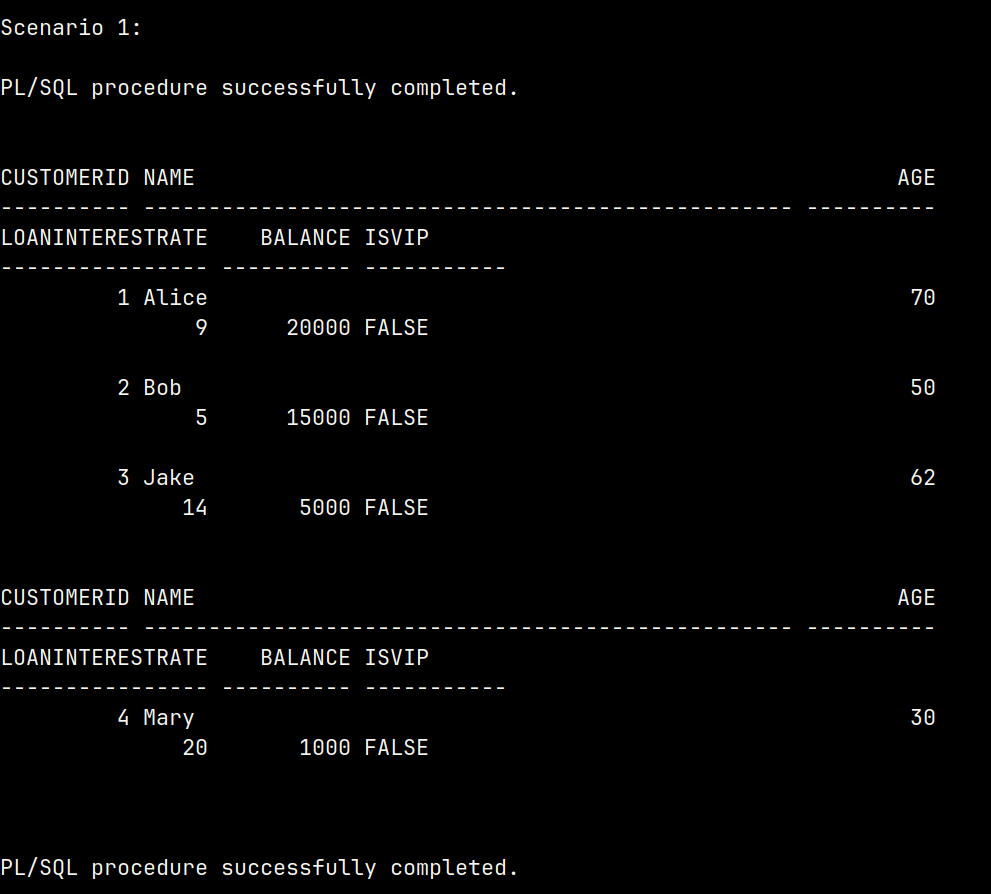 Scenario 1:
PL/SQL procedure successfully completed.
CUSTOMERID NAME                                                      AGE
---------- -------------------------------------------------- ----------
LOANINTERESTRATE    BALANCE ISVIP
---------------- ---------- -----------
         1 Alice                                                      70
               9      20000 FALSE
         2 Bob                                                        50
               5      15000 FALSE
         3 Jake                                                       62
              14       5000 FALSE
CUSTOMERID NAME                                                      AGE
---------- -------------------------------------------------- ----------
LOANINTERESTRATE    BALANCE ISVIP
---------------- ---------- -----------
         4 Mary                                                       30
              20       1000 FALSE
PL/SQL procedure successfully completed.